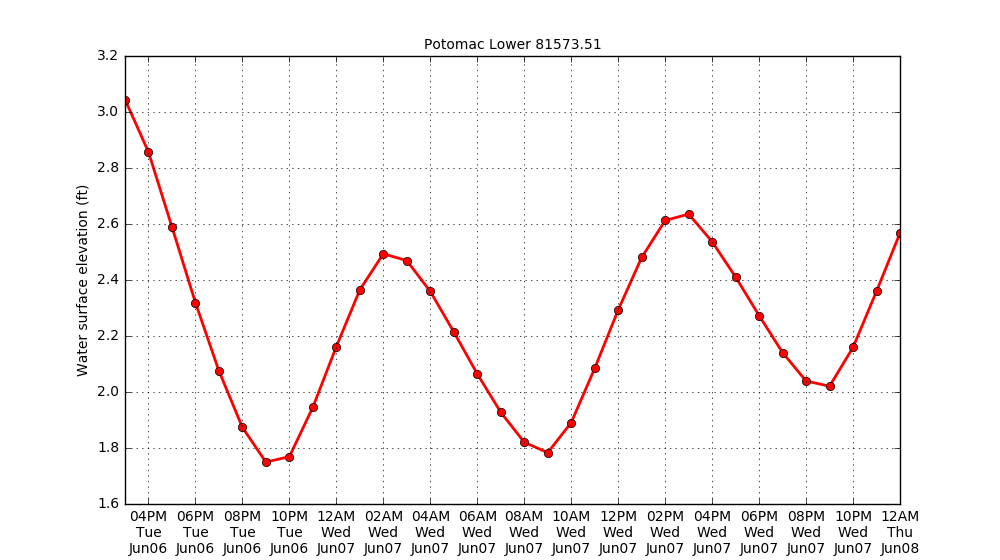 Potomac Lower 81573.51
Water surface elevation (ft)
3.2
3.0
2.8
2.6
2.4
2.2
2.0
1.8
1.6
04PM 06PM 08PM 10PM 12AM 02AM 04AM 06AM 08AM 10AM 12PM 02PM 04PM 06PM 08PM 10PM 12AM
Tue Tue Tue Tue Wed Wed Wed Wed Wed Wed Wed Wed Wed Wed Wed Wed Thu
Jun06 Jun06 Jun06 Jun06 Jun07 Jun07 Jun07 Jun07 Jun07 Jun07 Jun07 Jun07 Jun07 Jun07 Jun07 Jun07 Jun08